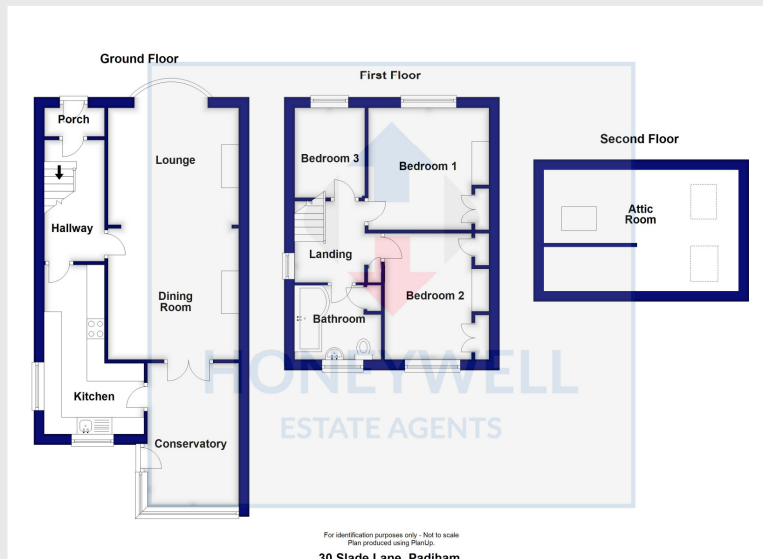 Ground Floor
First Floor
Second Floor
Porch
Lounge
Hallway
Dining
Room
Kitchen
Conservatory
Bedroom 3
Bedroom 1
Landing
Bedroom 2
Bathroom
Attic
Room
HONEYWELL
ESTATE AGENTS
For identification purposes only - Not to scale
Plan produced using PlanUp.
30 Slade Lane, Padiham